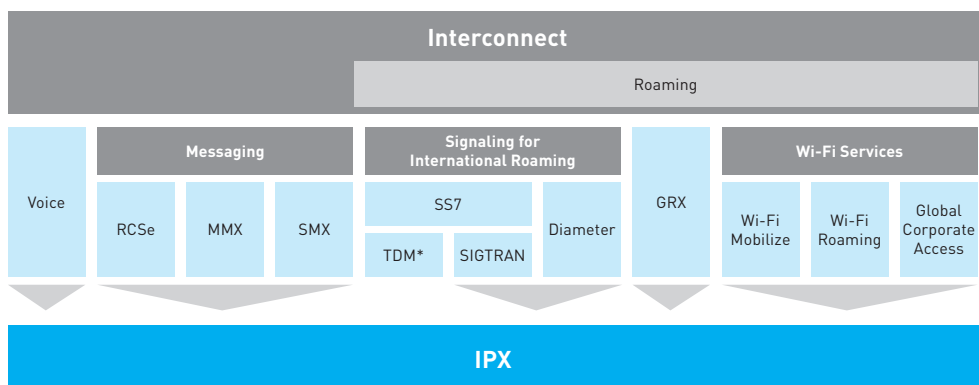 Interconnect
Roaming
Voice
Messaging
RCSe
MMX
SMX
Signaling for
International Roaming
SS7
TDM*
SIGTRAN
Diameter
GRX
Wi-Fi Services
Wi-Fi
Mobilize
Wi-Fi
Roaming
Global
Corporate
Access
IPX